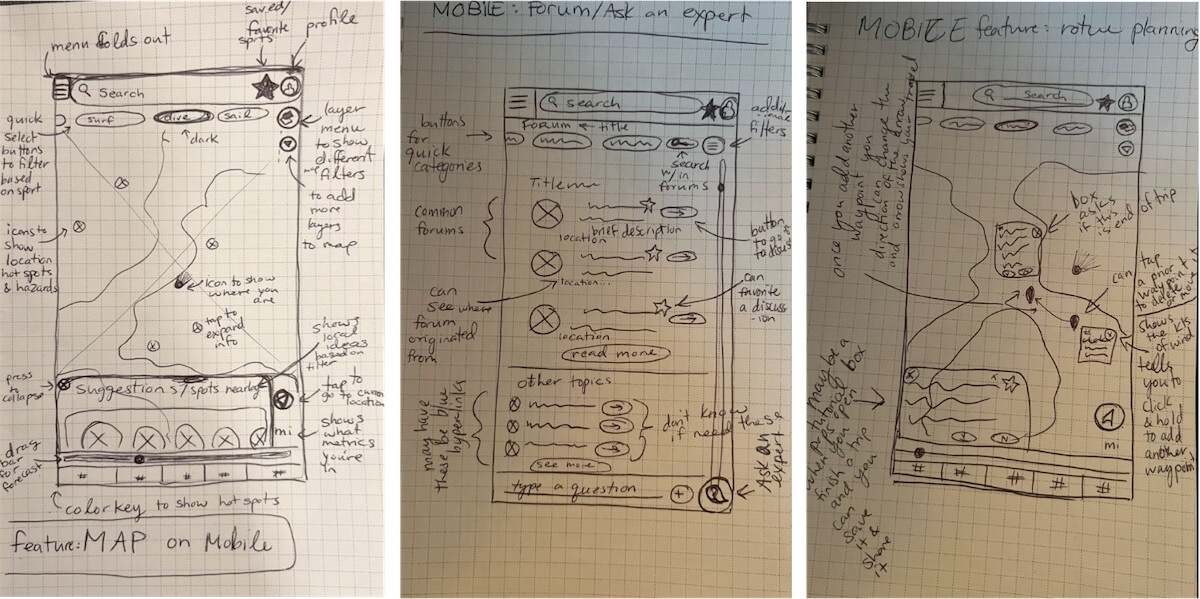 menu folds out
saved/
favorite
spots
profile
Search
quick
select
buttons
to filter
based
on sport
surf
dive
sail
dark
layer
menu
to show
different
map filters
to add
more
layers
to map
icons to
show
location
hot spots
& hazards
icon to show
where you
are
tap to
expand
info
shows
local
ideas
based on
filter
press
to
collapse
Suggestions/spots nearby
tap to
go to
location
mi
shows
what
metrics
you're
in
drag
bar
for
forecast
# # # #
color key to show hot spots
feature: MAP on Mobile
MOBILE: Forum/Ask an expert
Search
additional
filters
buttons
for
quick
categories
Forum ← title
search
w/in
forums
Title
common
forums
brief description
location
button
to go
to discuss
location...
can
see where
forum
originated
from
can
favorite
a discuss
-ion
location
read more
other topics
may have
these be blue
hyperlinks
don't know
if need these
see more
type a question
+
Ask an
expert
MOBILE feature: rotue planning
Search
once you add another
waypoint you
can change the
direction of the arrow
and arrow shows your travel
box
asks
if this
is end of trip
can
tap
a prior
waypoint
to delete
or move
shows
the kts
of wind
tells
you to
click
& hold
to add
another
waypoint
mi
maybe a
pictorial box
when
finish you pen
and a trip
can you
save
it &
share
it
# # # # #